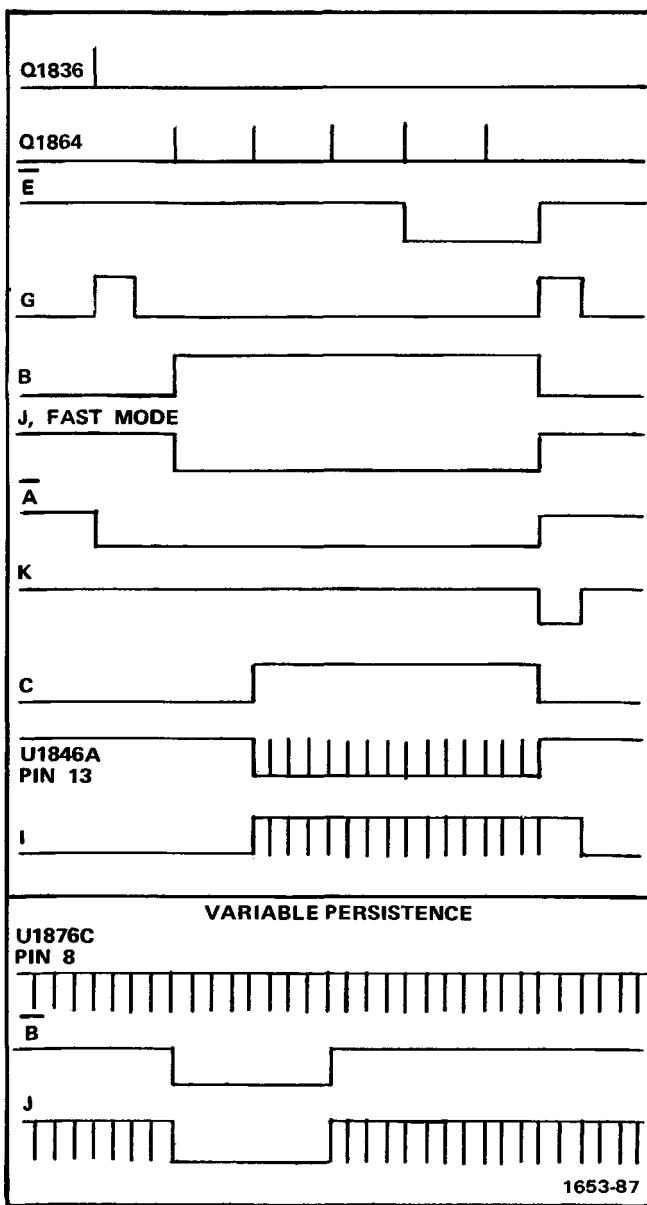 Q1836
Q1864
E
G
B
J, FAST MODE
A
K
C
U1846A
PIN 13
I
VARIABLE PERSISTENCE
U1876C
PIN 8
B
J
1653-87